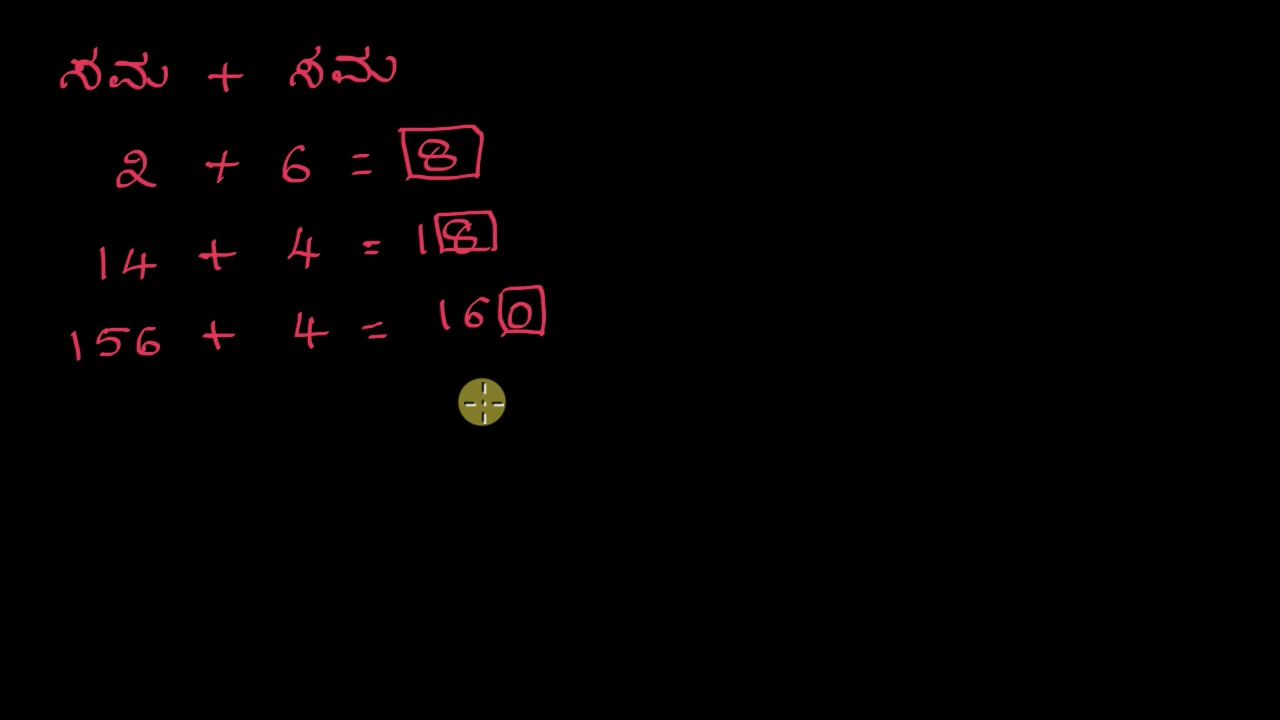 ಸಮ + ಸಮ
2 + 6 = 8
14 + 4 = 18
156 + 4 = 160